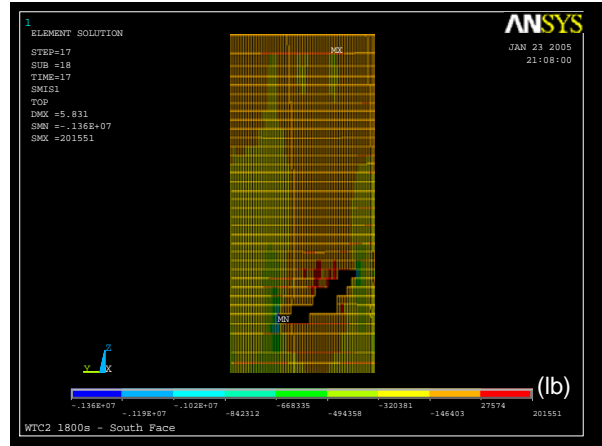 1
ANSYS
ELEMENT SOLUTION
JAN 23 2005
21:08:00
STEP=17
SUB =18
TIME=17
SMIS1
TOP
DMX =5.831
SMN =-.136E+07
SMX =201551
MX
MN
Z
Y X
(lb)
-.136E+07 -.102E+07 -668335 -320381 27574
-.119E+07 -842312 -494358 -146403 201551
WTC2 1800s - South Face